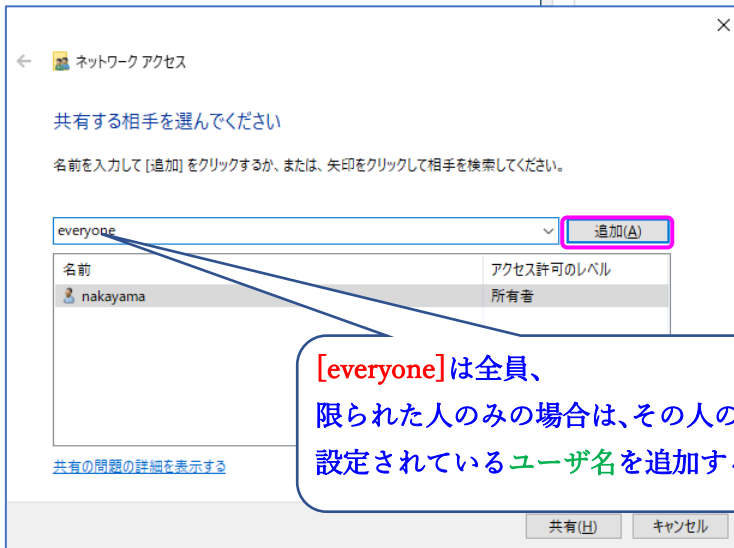 ネットワーク アクセス
共有する相手を選んでください
名前を入力して [追加] をクリックするか、または、矢印をクリックして相手を検索してください。
everyone
追加(A)
名前 アクセス許可のレベル
nakayama 所有者
[everyone]は全員、
限られた人のみの場合は、その人の
設定されているユーザ名を追加す
共有の問題の詳細を表示する
共有(H) キャンセル